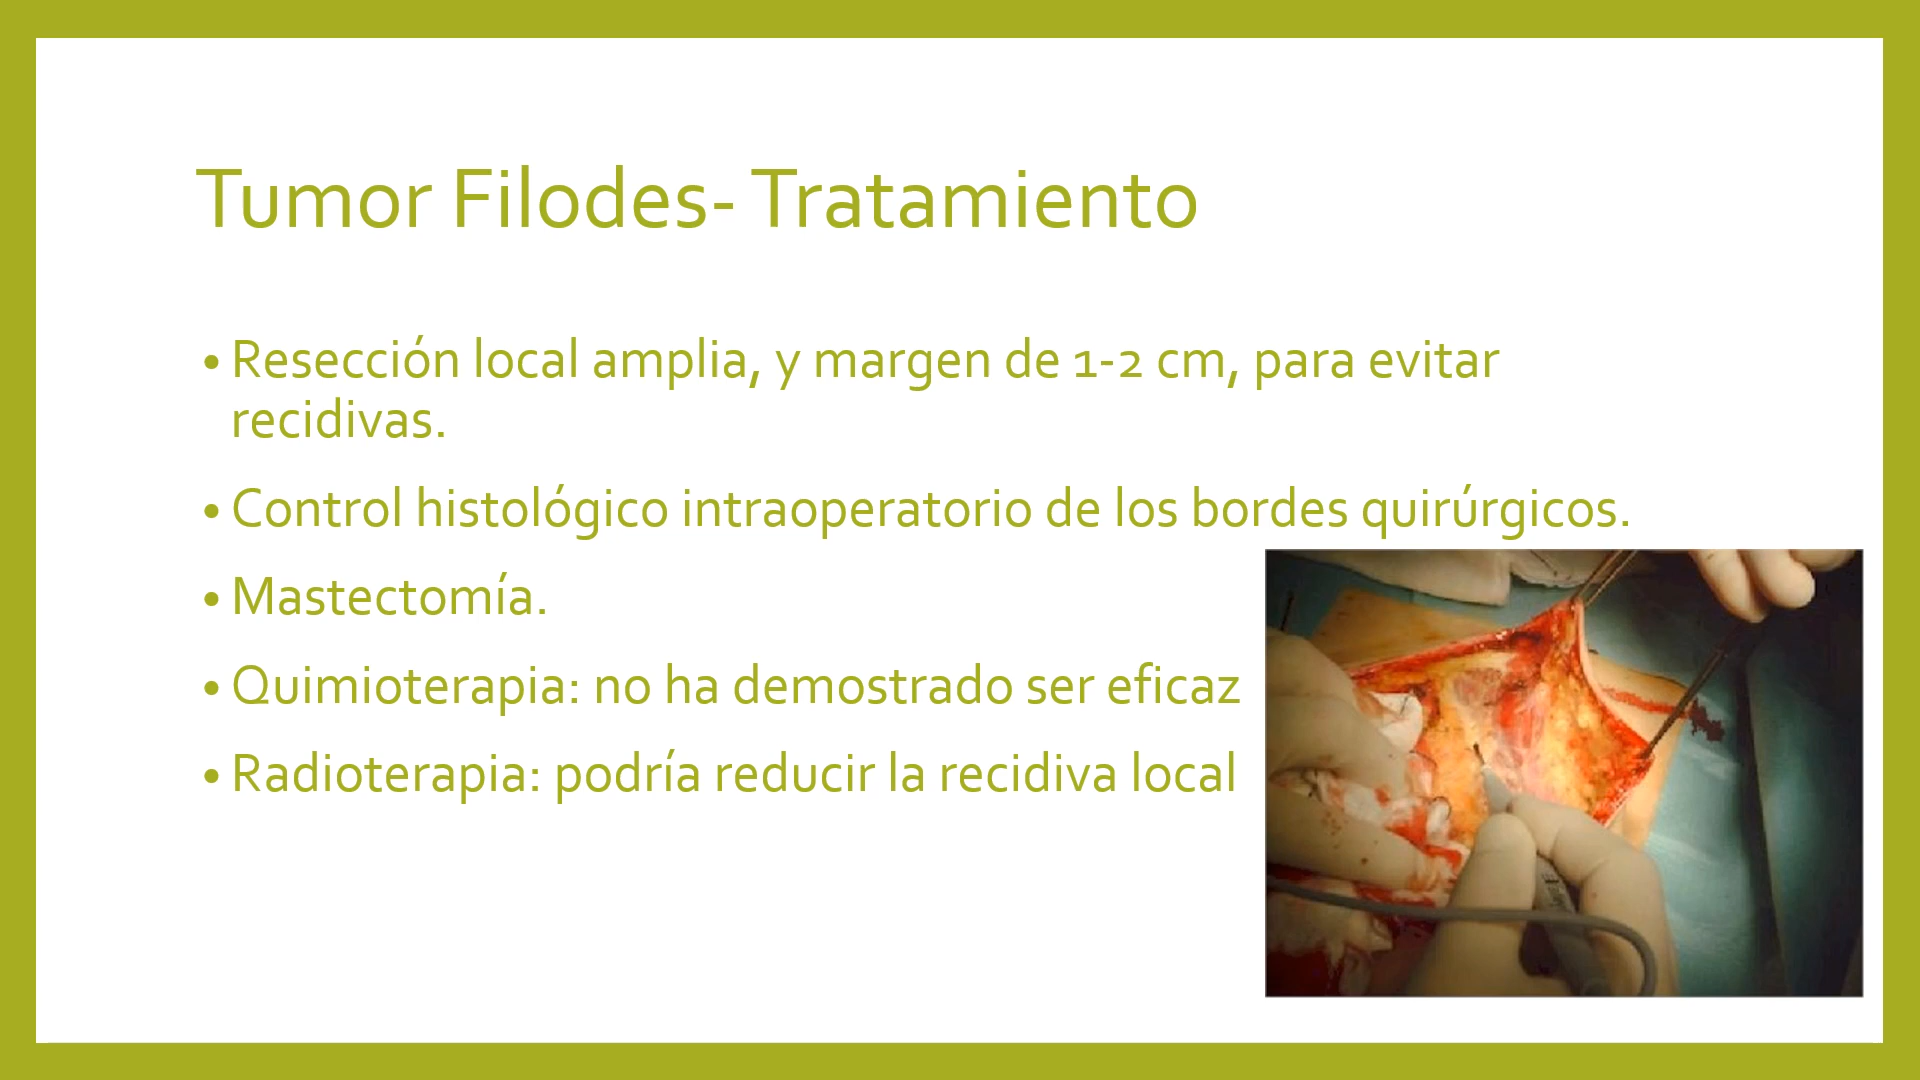 Tumor Filodes- Tratamiento
• Resección local amplia, y margen de 1-2 cm, para evitar
recidivas.
• Control histológico intraoperatorio de los bordes quirúrgicos.
• Mastectomía.
• Quimioterapia: no ha demostrado ser eficaz
• Radioterapia: podría reducir la recidiva local